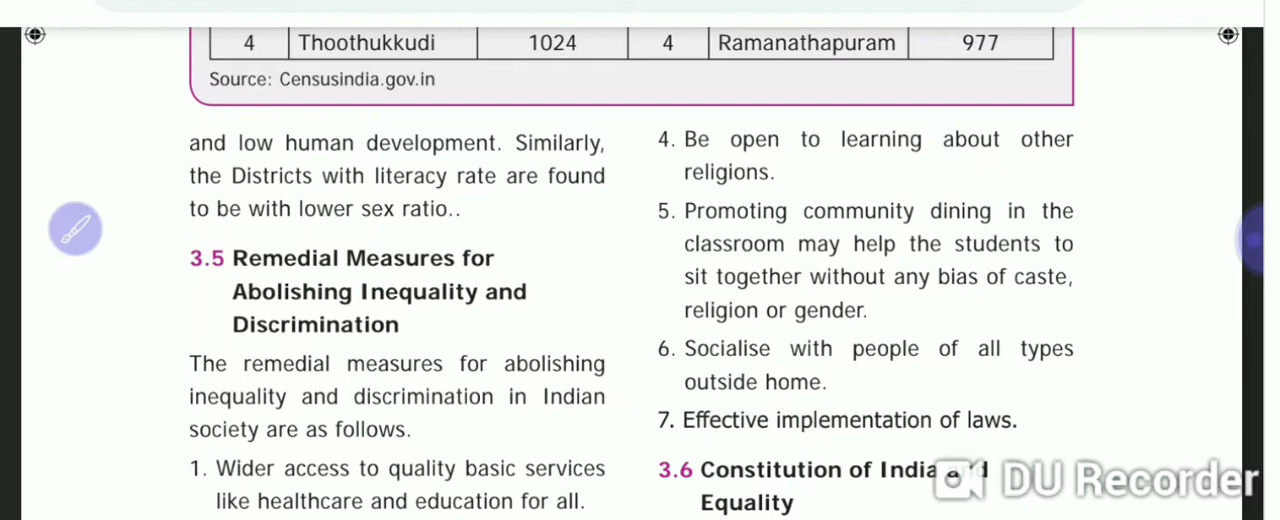 4 Thoothukkudi 1024 4 Ramanathapuram 977
Source: Censusindia.gov.in
and low human development. Similarly,
the Districts with literacy rate are found
to be with lower sex ratio..
3.5 Remedial Measures for
Abolishing Inequality and
Discrimination
The remedial measures for abolishing
inequality and discrimination in Indian
society are as follows.
1. Wider access to quality basic services
like healthcare and education for all.
4. Be open to learning about other
religions.
5. Promoting community dining in the
classroom may help the students to
sit together without any bias of caste,
religion or gender.
6. Socialise with people of all types
outside home.
7. Effective implementation of laws.
3.6 Constitution of India and
Equality
DU Recorder